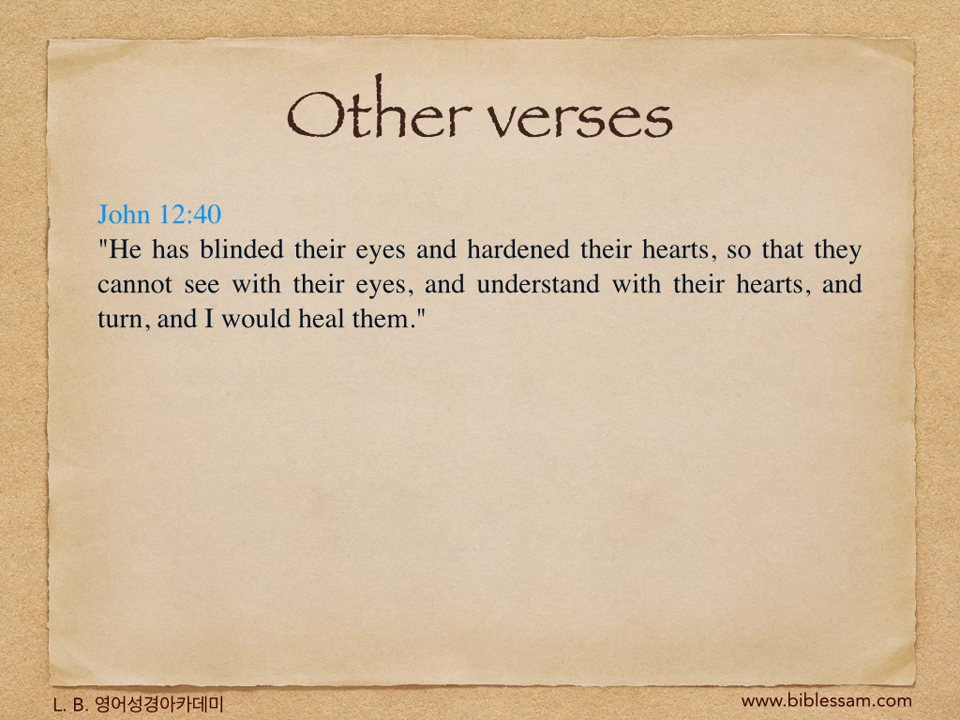 Other verses
John 12:40
"He has blinded their eyes and hardened their hearts, so that they
cannot see with their eyes, and understand with their hearts, and
turn, and I would heal them."
L. B. 영어성경아카데미
www.biblessam.com